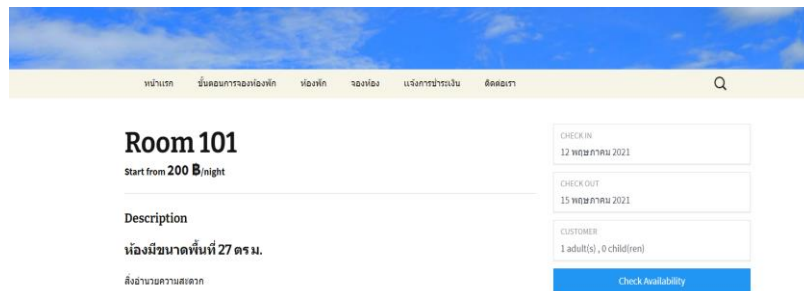 หน้าแรก ขั้นตอนการจองห้องพัก ห้องพัก จองห้อง แจ้งการชำระเงิน ติดต่อเรา
Room 101
Start from 200 ฿/night
Description
ห้องมีขนาดพื้นที่ 27 ตร ม.
สิ่งอำนวยความสะดวก
CHECK IN
12 พฤษภาคม 2021
CHECK OUT
15 พฤษภาคม 2021
CUSTOMER
1 adult(s) , 0 child(ren)
Check Availability